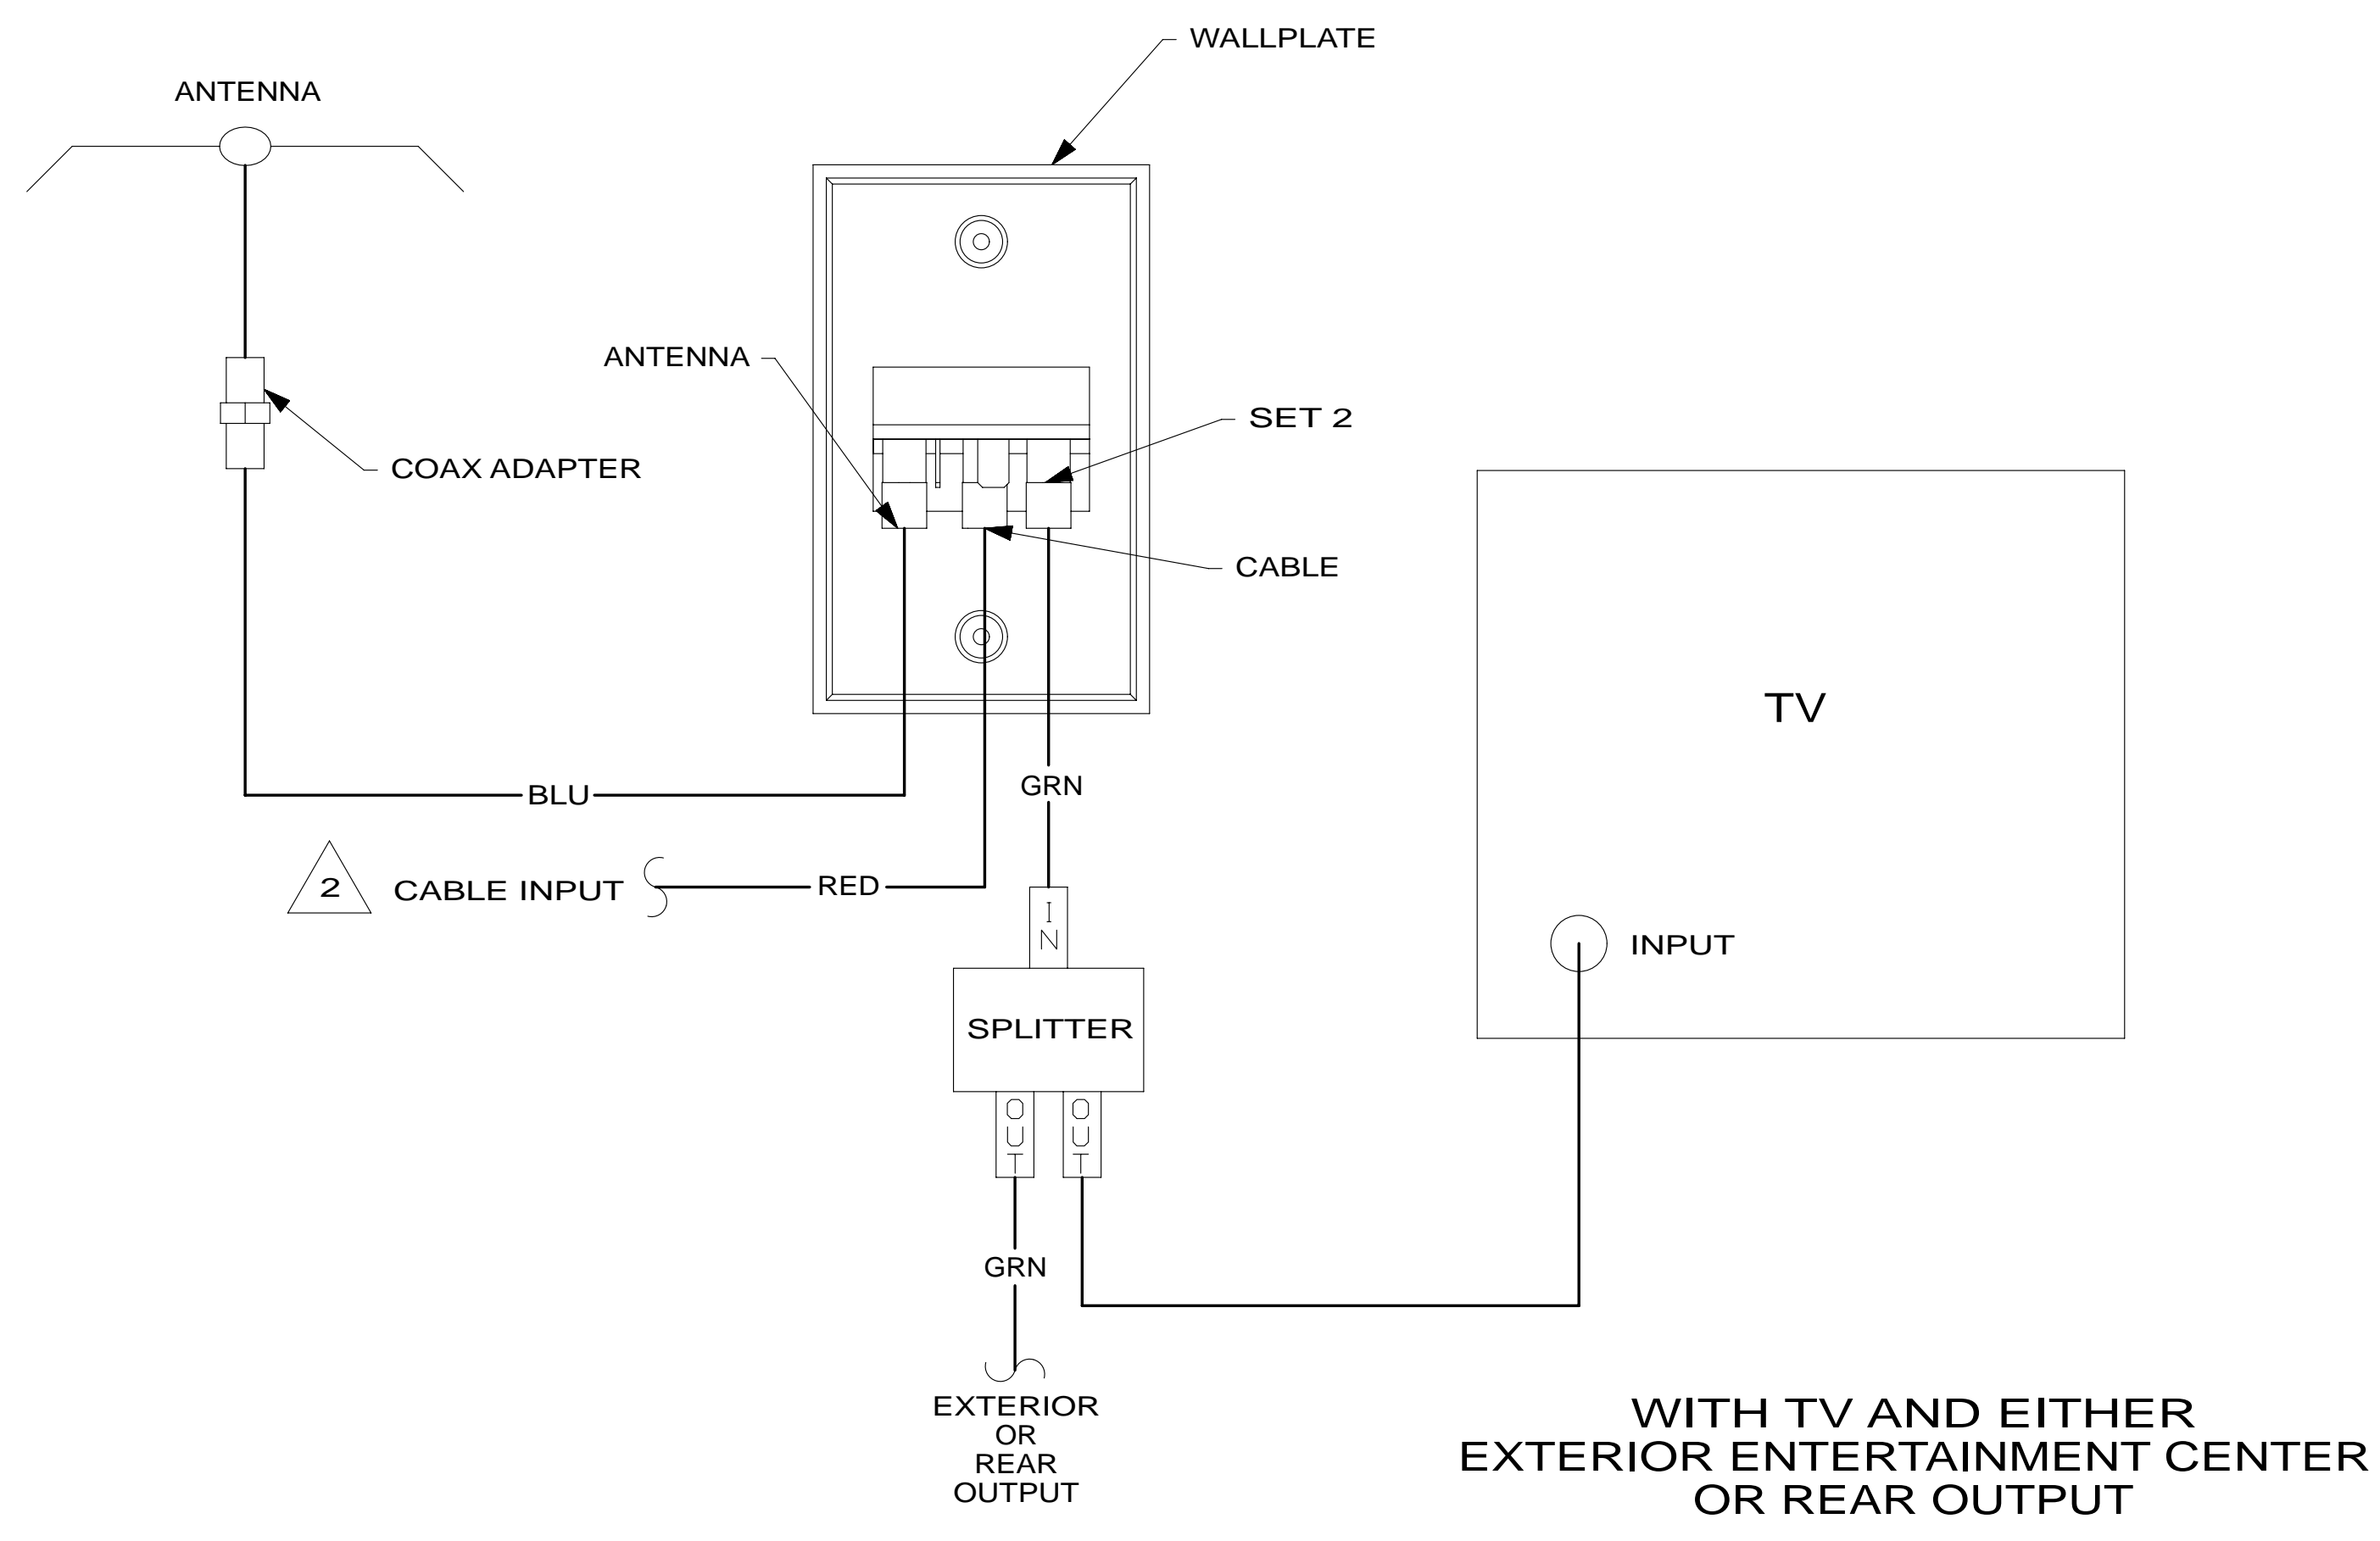 WALLPLATE
ANTENNA
ANTENNA
SET 2
COAX ADAPTER
CABLE
TV
GRN
BLU
2
CABLE INPUT
RED
IN
INPUT
SPLITTER
OUT
OUT
GRN
EXTERIOR
OR
REAR
OUTPUT
WITH TV AND EITHER
EXTERIOR ENTERTAINMENT CENTER
OR REAR OUTPUT